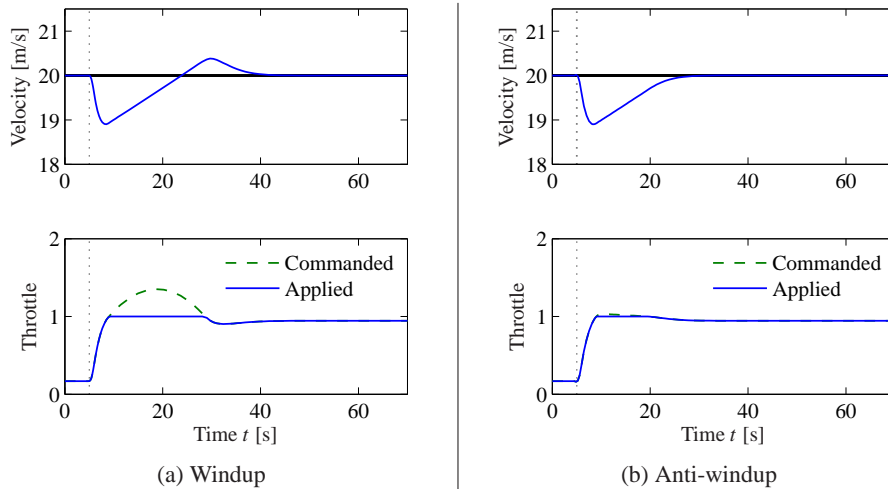 21
20
19
18
Velocity [m/s]
0 20 40 60
2
1
0
Throttle
Commanded
Applied
0 20 40 60
Time t [s]
(a) Windup
21
20
19
18
Velocity [m/s]
0 20 40 60
2
1
0
Throttle
Commanded
Applied
0 20 40 60
Time t [s]
(b) Anti-windup